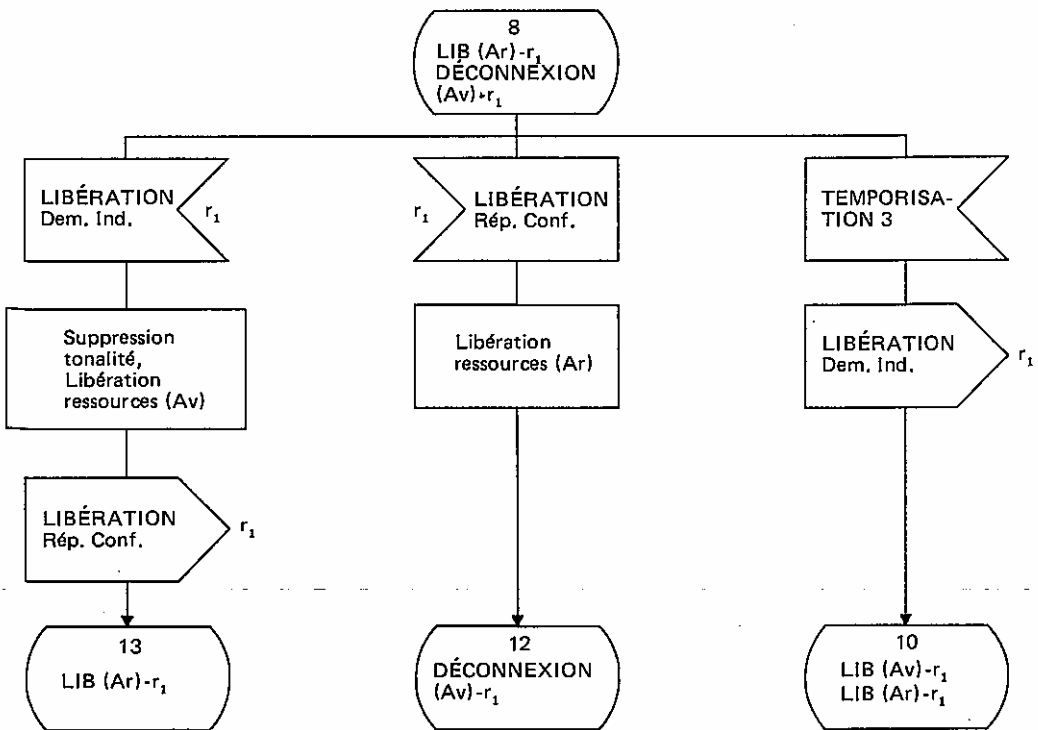 8
LIB (Ar)-r₁
DÉCONNEXION
(Av)-r₁
LIBÉRATION
Dem. Ind.
r₁
r₁
LIBÉRATION
Rép. Conf.
TEMPORISA-
TION 3
Suppression
tonalité,
Libération
ressources (Av)
Libération
ressources (Ar)
LIBÉRATION
Dem. Ind.
r₁
LIBÉRATION
Rép. Conf.
r₁
13
LIB (Ar)-r₁
12
DÉCONNEXION
(Av)-r₁
10
LIB (Av)-r₁
LIB (Ar)-r₁